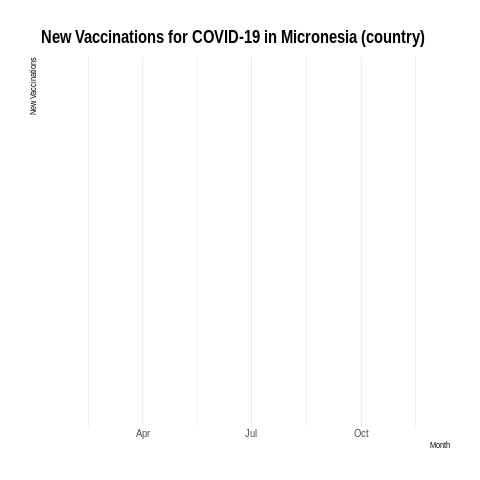 New Vaccinations for COVID-19 in Micronesia (country)
New Vaccinations
Apr
Jul
Oct
Month